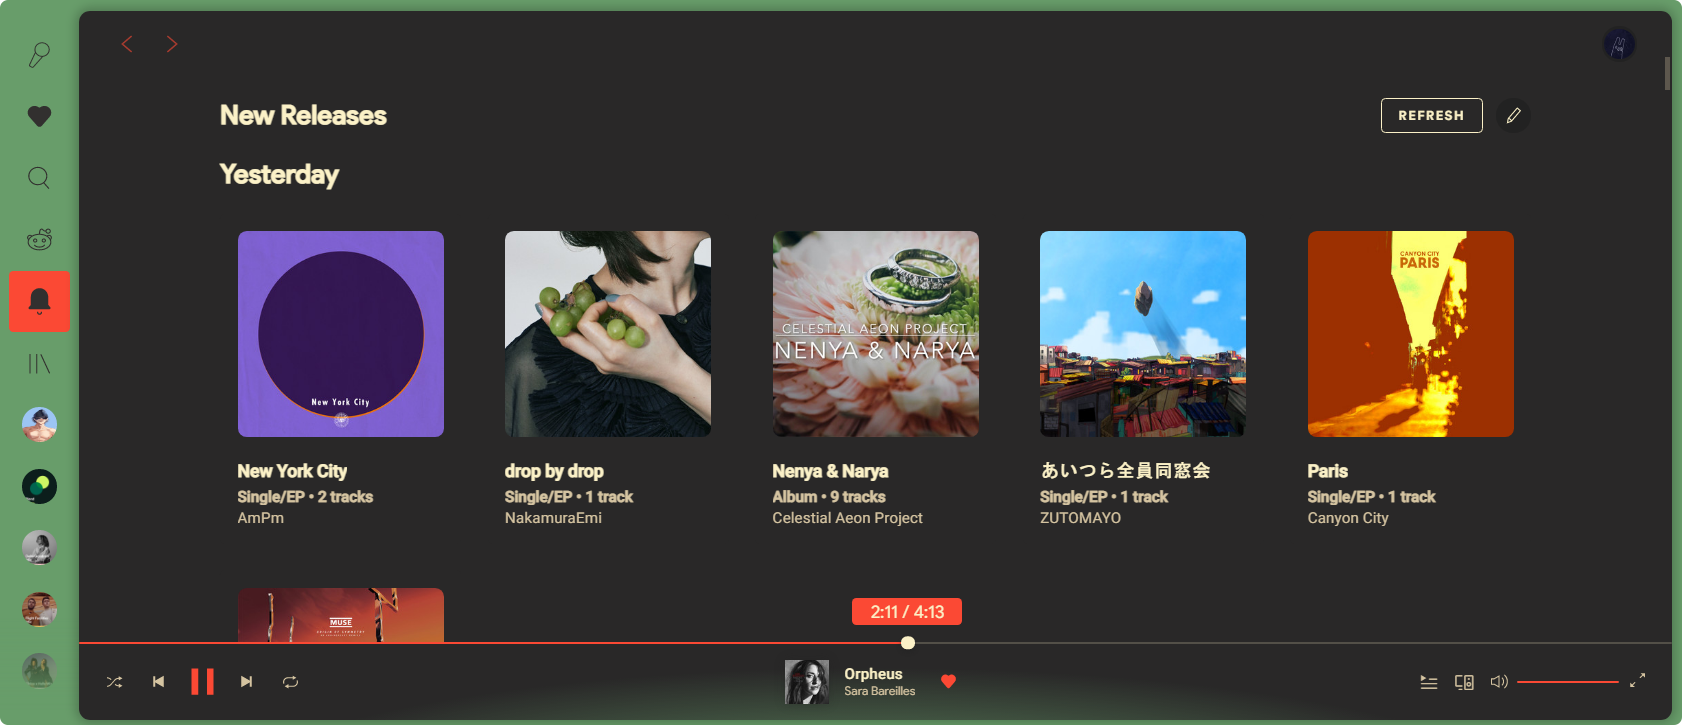 New Releases
REFRESH
Yesterday
New York City
CELESTIAL AEON PROJECT
NENYA & NARYA
CANYON CITY
PARIS
New York City
Single/EP • 2 tracks
AmPm
drop by drop
Single/EP • 1 track
NakamuraEmi
Nenya & Narya
Album • 9 tracks
Celestial Aeon Project
あいつら全員同窓会
Single/EP • 1 track
ZUTOMAYO
Paris
Single/EP • 1 track
Canyon City
MUSE
ORIGIN OF SYMMETRY
2:11 / 4:13
Orpheus
Sara Bareilles